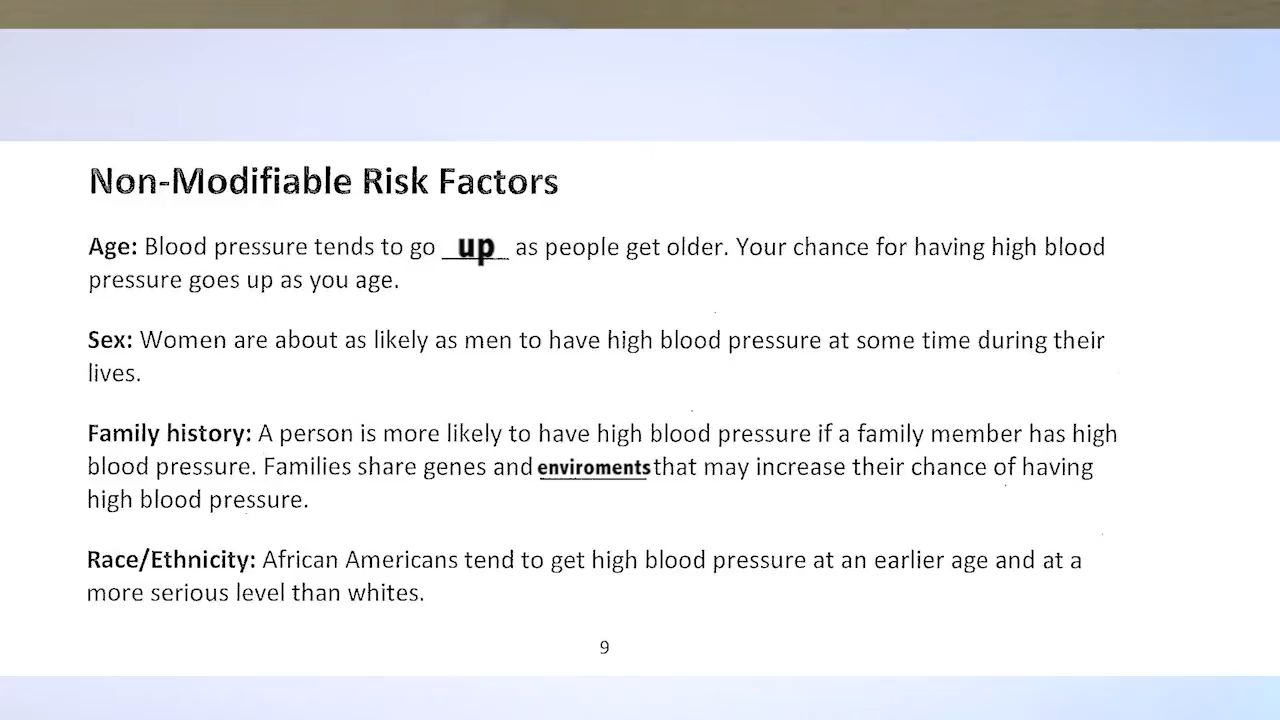 Non-Modifiable Risk Factors
Age: Blood pressure tends to go up as people get older. Your chance for having high blood
pressure goes up as you age.
Sex: Women are about as likely as men to have high blood pressure at some time during their
lives.
Family history: A person is more likely to have high blood pressure if a family member has high
blood pressure. Families share genes and enviroments that may increase their chance of having
high blood pressure.
Race/Ethnicity: African Americans tend to get high blood pressure at an earlier age and at a
more serious level than whites.
9